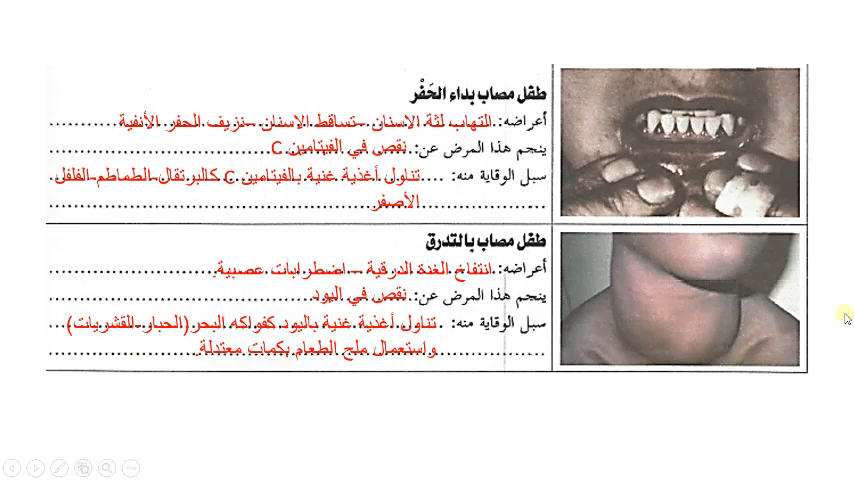 طفل مصاب بداء الحَفْر
أعراضه: التهاب لثة الاسنان –تساقط الاسنان –نزيف الحفر الأنفية
ينجم هذا المرض عن: نقص في الفيتامين C
سبل الوقاية منه: تناول أغذية غنية بالفيتامين C كالبرتقال-الطماطم-الفلفل
الأصفر
طفل مصاب بالتدرق
أعراضه: انتفاخ الغدة الدرقية –اضطرابات عصبية
ينجم هذا المرض عن: نقص في اليود
سبل الوقاية منه: تناول أغذية غنية باليود كفواكه البحر (الحبار-القشريات)
واستعمال ملح الطعام بكمات معتدلة